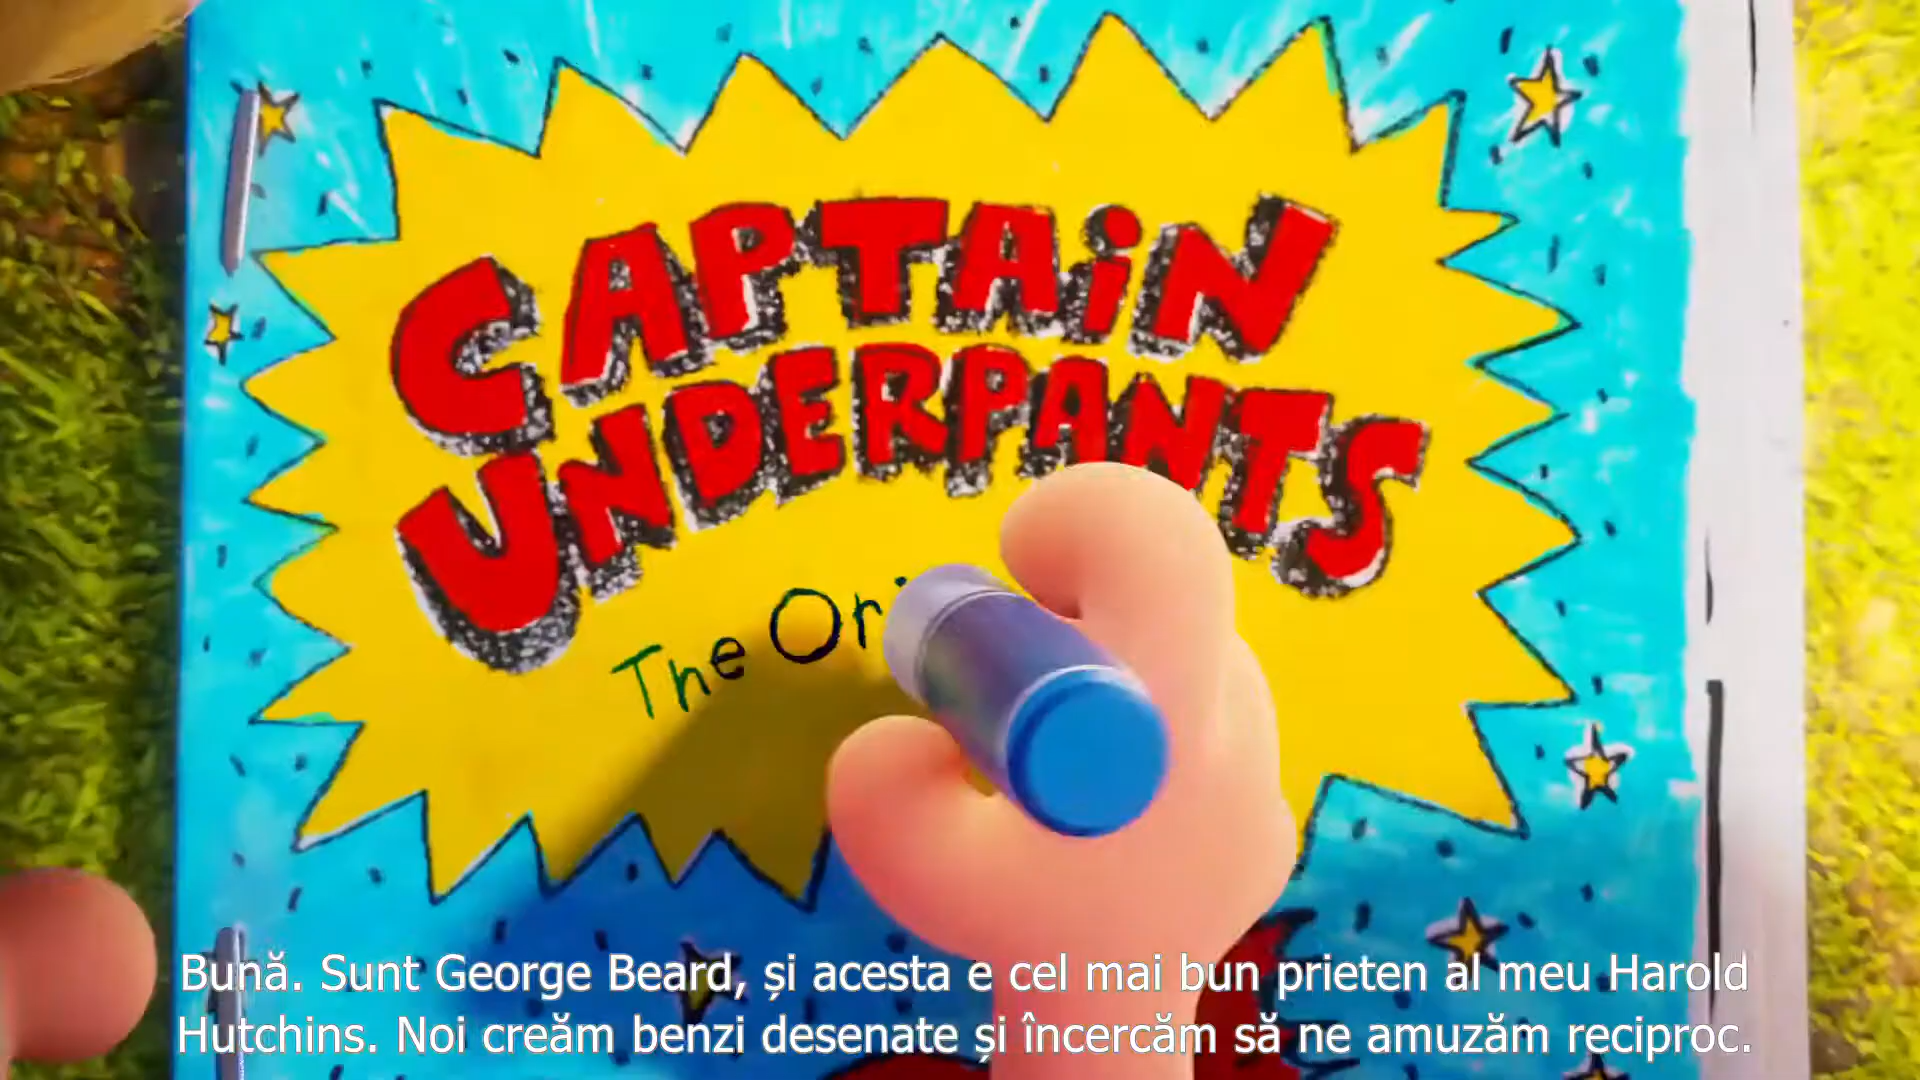 CAPTAiN
UNDERPANTS
The Ori
Bună. Sunt George Beard, și acesta e cel mai bun prieten al meu Harold
Hutchins. Noi creăm benzi desenate și încercăm să ne amuzăm reciproc.